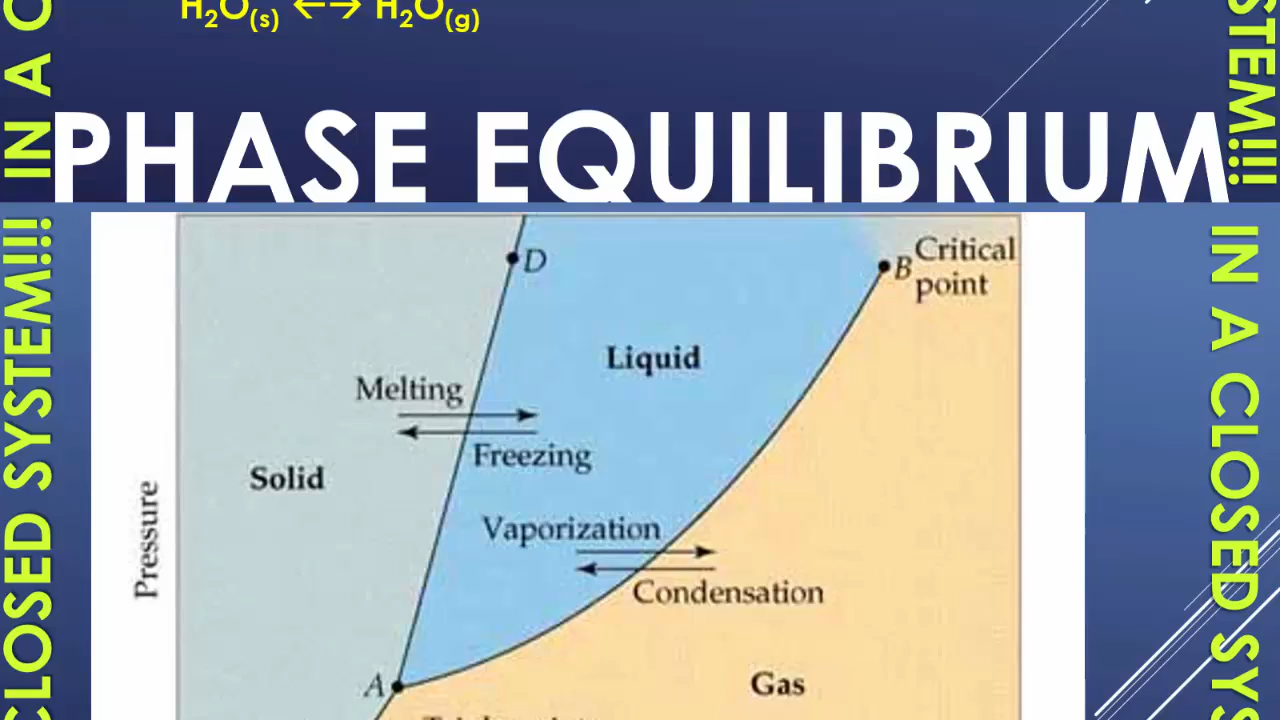 H₂O(s) ←→ H₂O(g)
PHASE EQUILIBRIUM
IN A C
STEM!!!
CLOSED SYSTEM!!!
IN A CLOSED SYS
D
B Critical
point
Liquid
Melting
Freezing
Solid
Vaporization
Condensation
Pressure
A
Gas